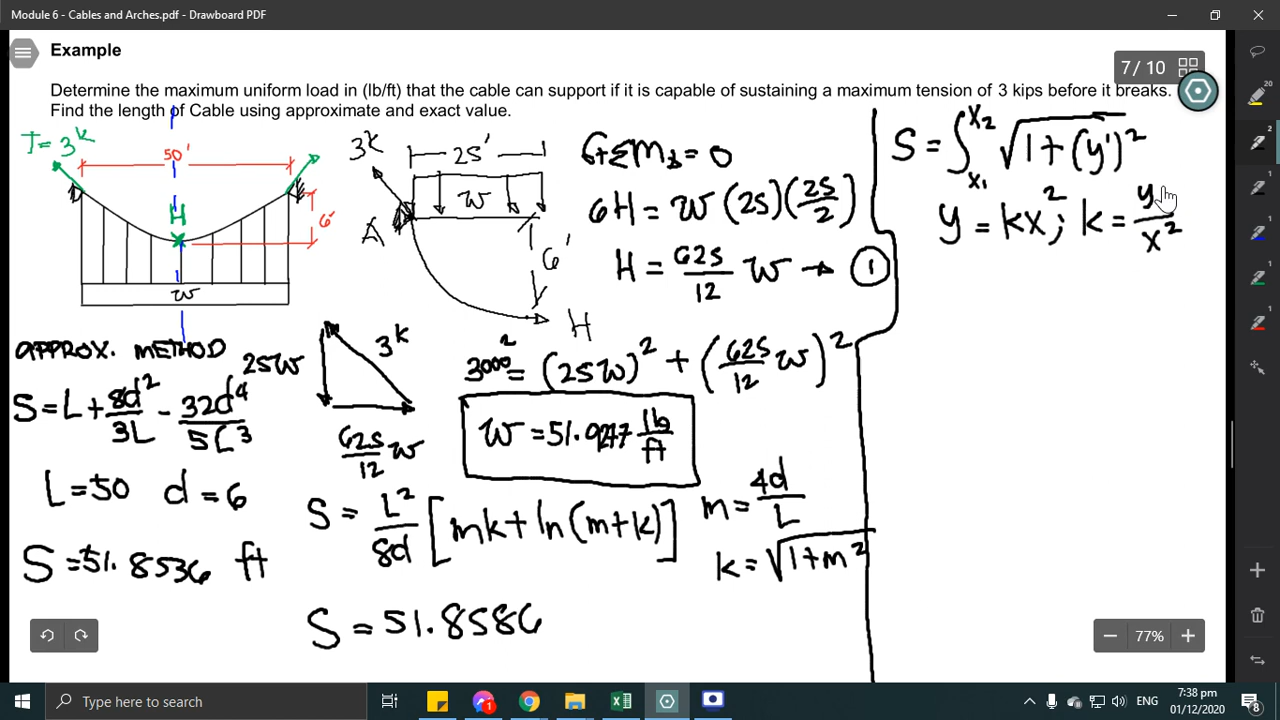 Module 6 - Cables and Arches.pdf - Drawboard PDF
Example
7 / 10
Determine the maximum uniform load in (lb/ft) that the cable can support if it is capable of sustaining a maximum tension of 3 kips before it breaks.
Find the length of Cable using approximate and exact value.
T = 3k
50'
H
6'
w
3k
25'
w
A
6'
H
↺+ΣM_A = 0
6H = w(25)(25/2)
H = 625/12 w → ①
APPROX. METHOD
S = L + 8d²/3L - 32d⁴/5L³
L = 50 d = 6
S = 51.8536 ft
25w
3k
625/12 w
3000² = (25w)² + (625/12 w)²
w = 51.9247 lb/ft
S = L²/8d [mk + ln(m+k)]
m = 4d/L
k = √1+m²
S = 51.8586
S = ∫x₁x₂ √1+(y')²
y = kx²; k = y/x²
77%
20
Type here to search
1
ENG
7:38 pm
01/12/2020
8